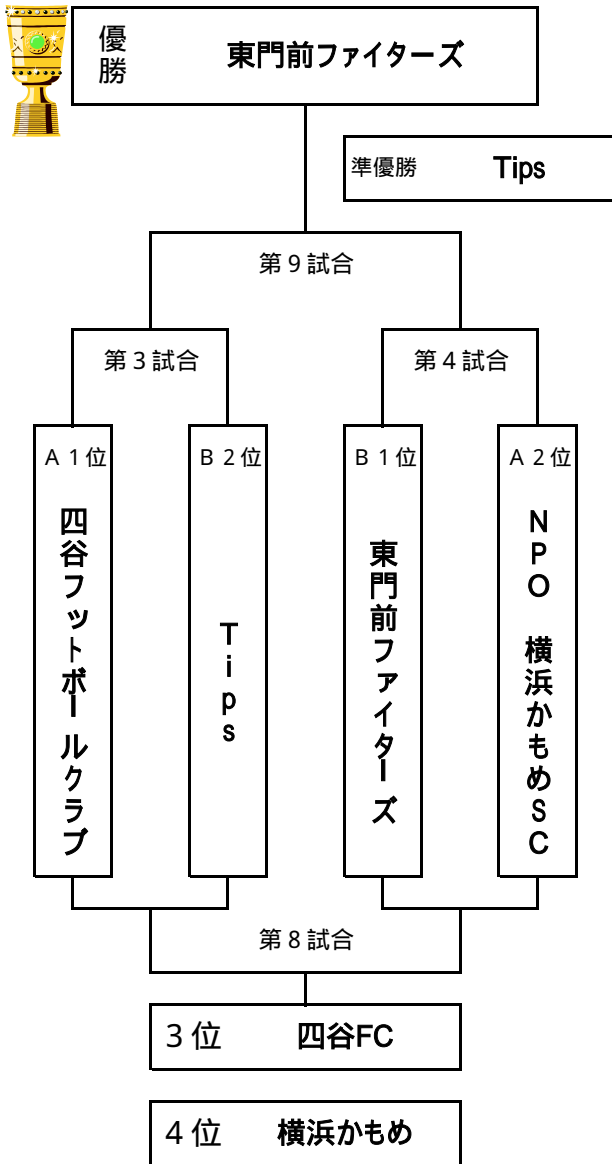 優勝 東門前ファイターズ
準優勝 Tips
第9試合
第3試合 第4試合
A1位 B2位 B1位 A2位
四谷フットボールクラブ
Tips
東門前ファイターズ
NPO 横浜かもめSC
第8試合
3位 四谷FC
4位 横浜かもめ